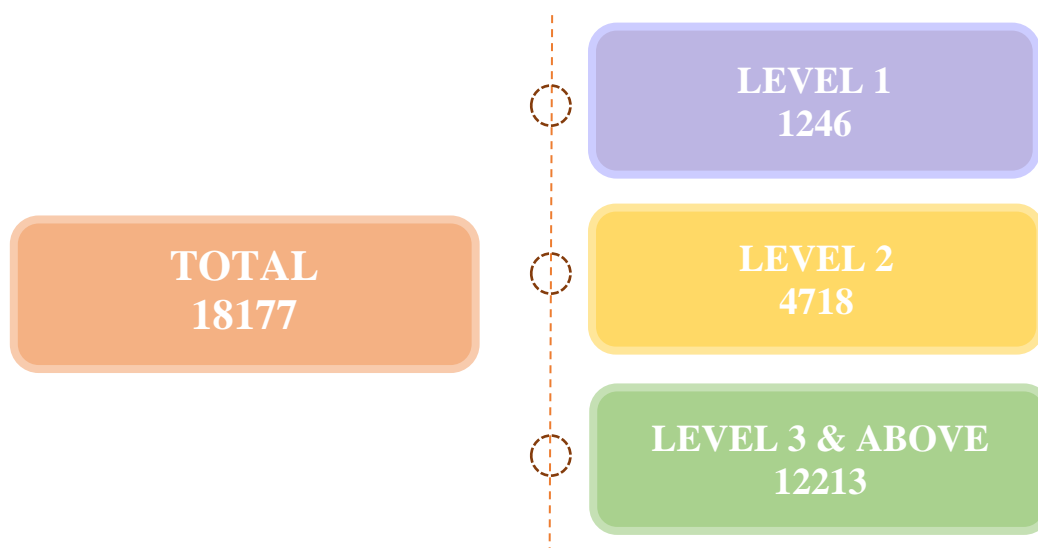 TOTAL
18177
LEVEL 1
1246
LEVEL 2
4718
LEVEL 3 & ABOVE
12213